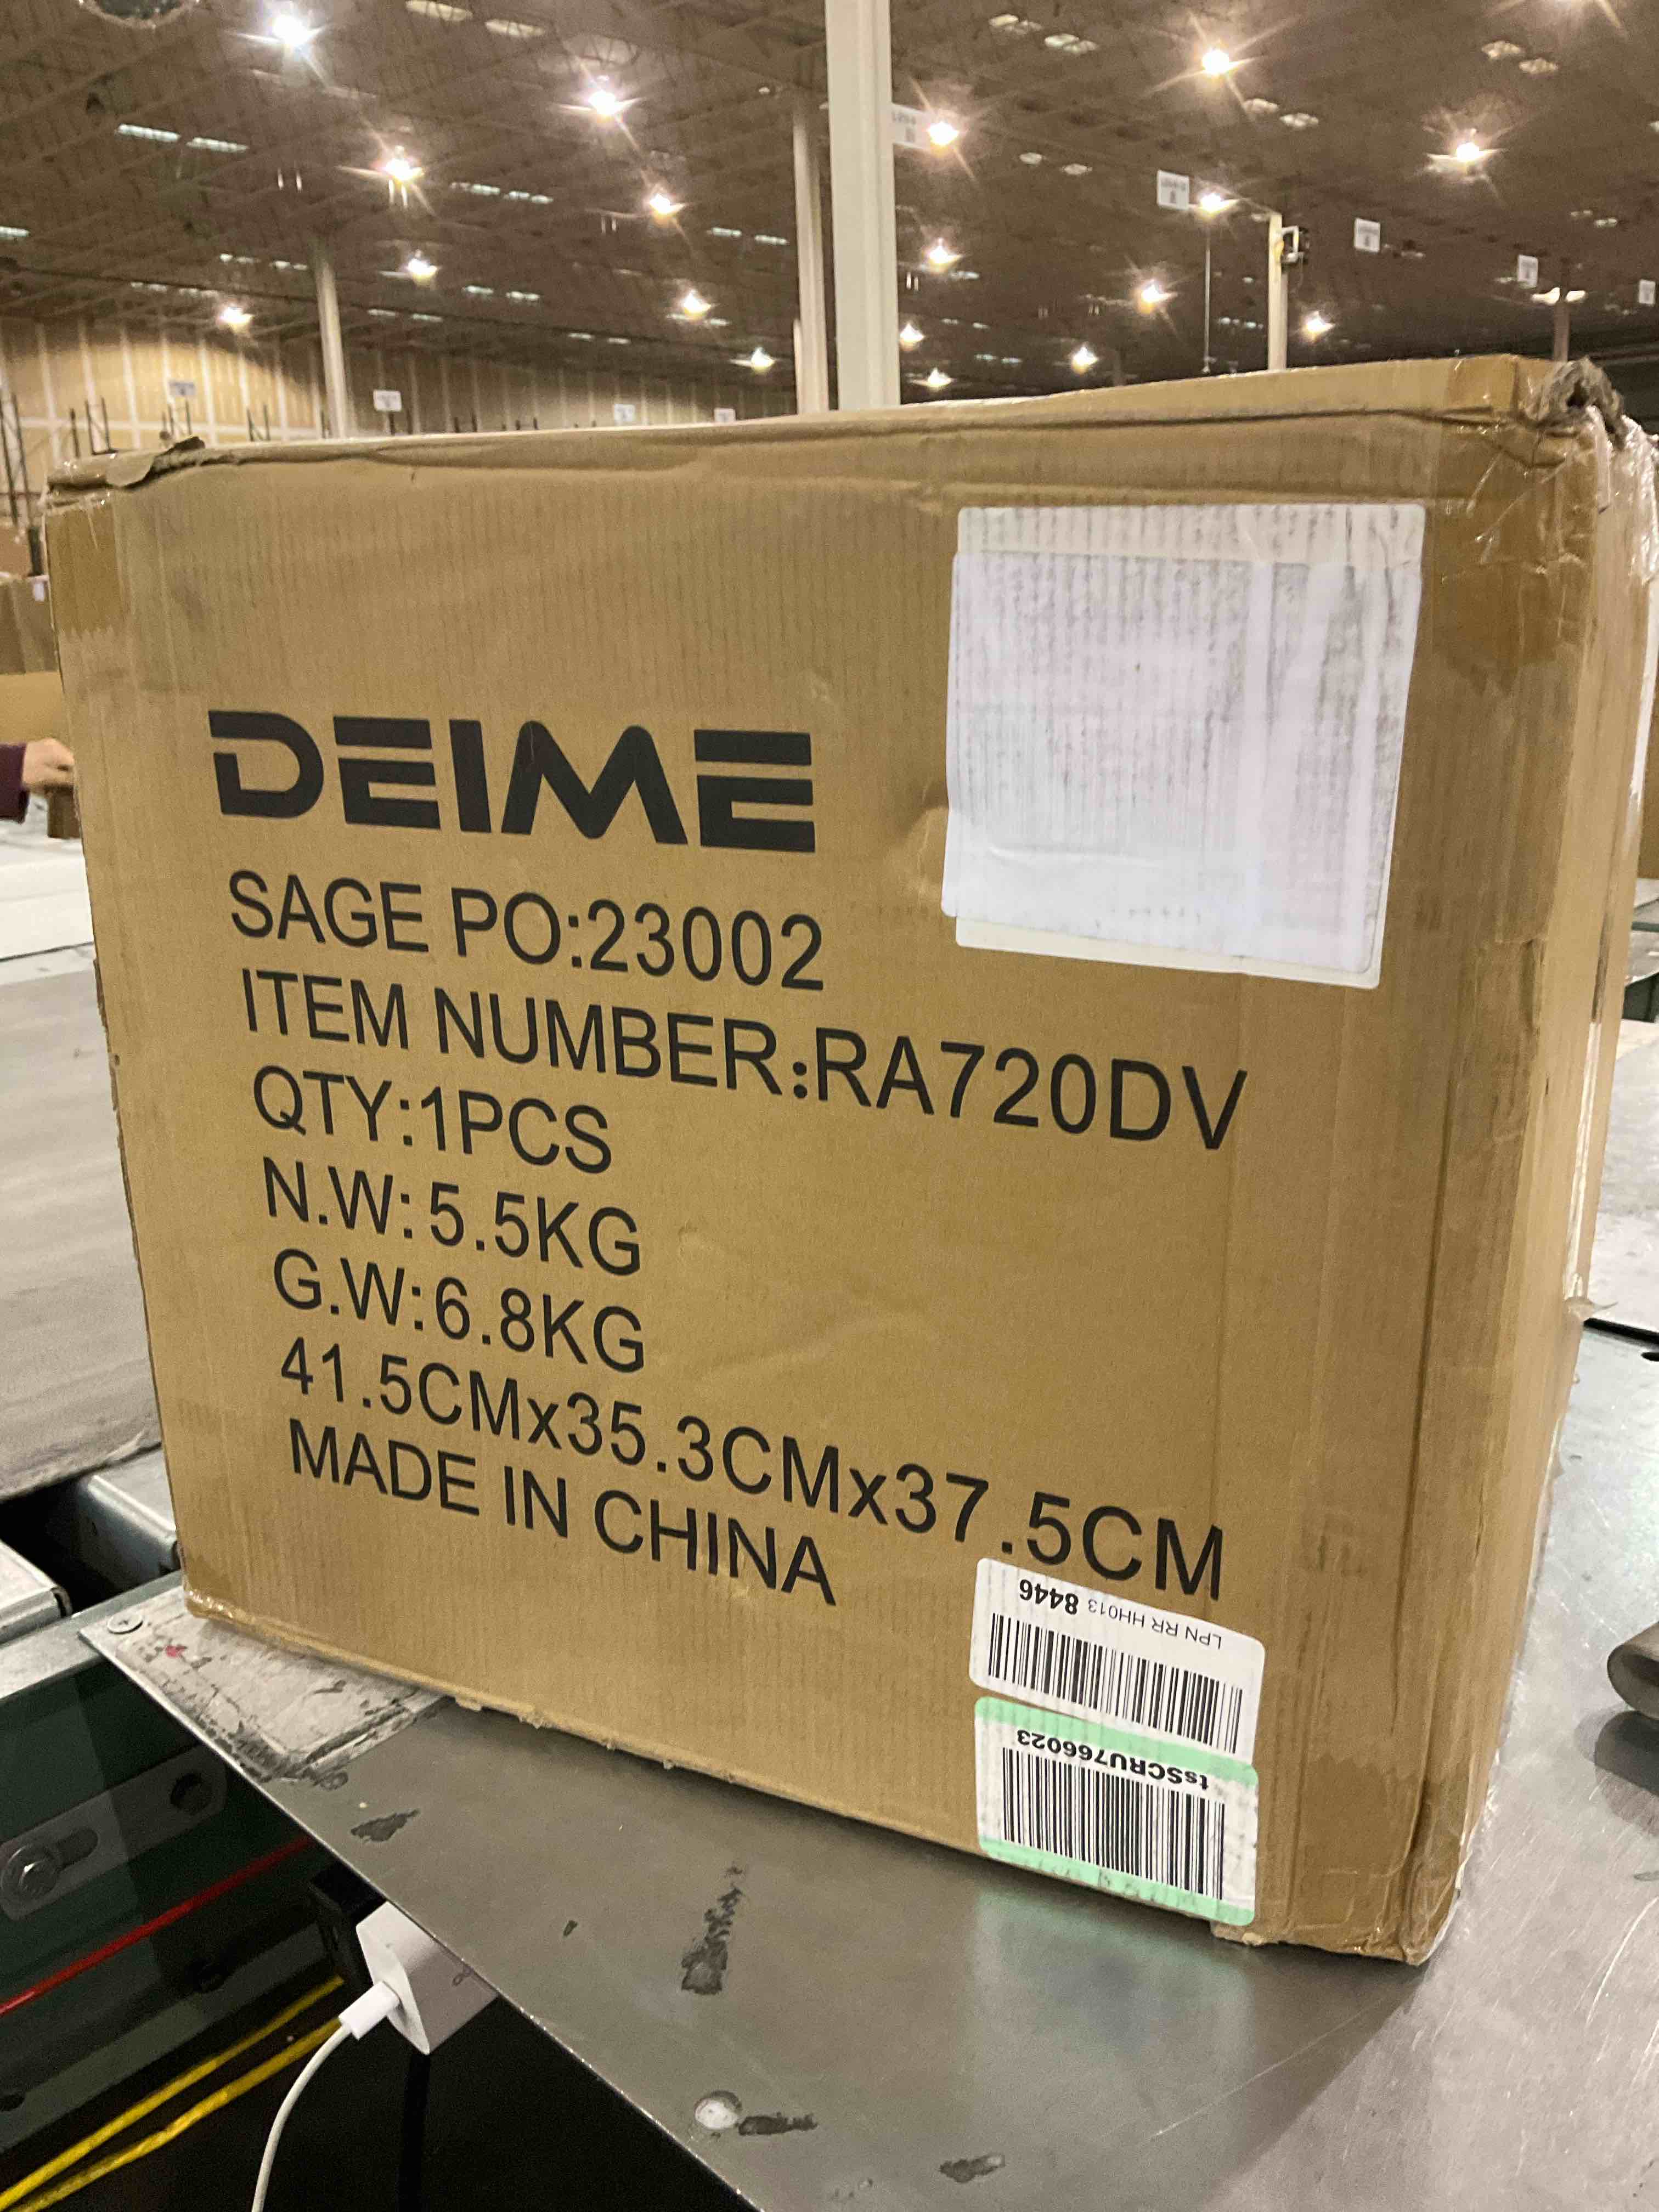 DEIME
SAGE PO:23002
ITEM NUMBER:RA720DV
QTY:1PCS
N.W:5.5KG
G.W:6.8KG
41.5CMx35.3CMx37.5CM
MADE IN CHINA
LPN RR HH013 8446
tsSCRU766023